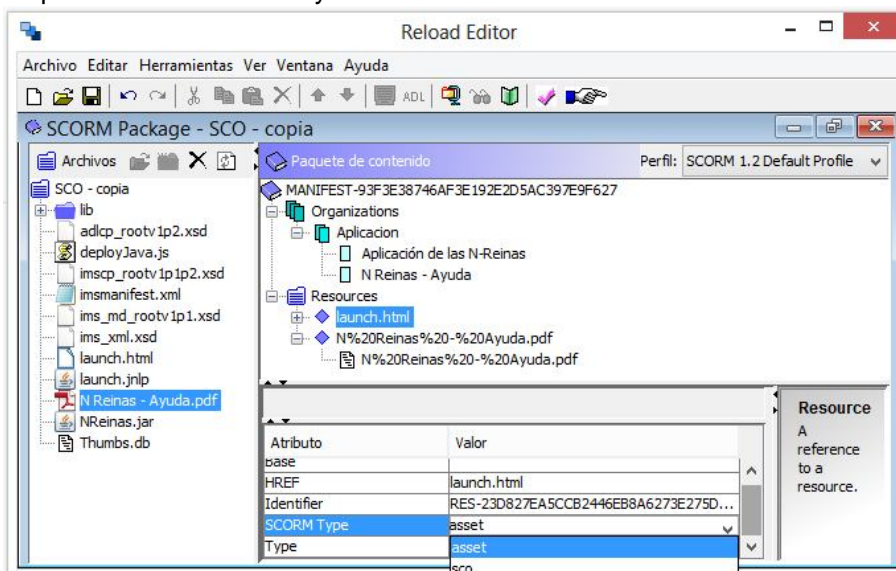 Reload Editor
Archivo Editar Herramientas Ver Ventana Ayuda
ADL
SCORM Package - SCO - copia
Archivos
SCO - copia
lib
adlcp_rootv1p2.xsd
deployJava.js
imscp_rootv1p1p2.xsd
imsmanifest.xml
ims_md_rootv1p1.xsd
ims_xml.xsd
launch.html
launch.jnlp
N Reinas - Ayuda.pdf
NReinas.jar
Thumbs.db
Paquete de contenido
Perfil: SCORM 1.2 Default Profile
MANIFEST-93F3E38746AF3E192E2D5AC397E9F627
Organizations
Aplicacion
Aplicación de las N-Reinas
N Reinas - Ayuda
Resources
launch.html
N%20Reinas%20-%20Ayuda.pdf
N%20Reinas%20-%20Ayuda.pdf
Atributo Valor
Base
HREF launch.html
Identifier RES-23D827EA5CCB2446EB8A6273E275D...
SCORM Type asset
Type asset
sco
Resource
A
reference
to a
resource.